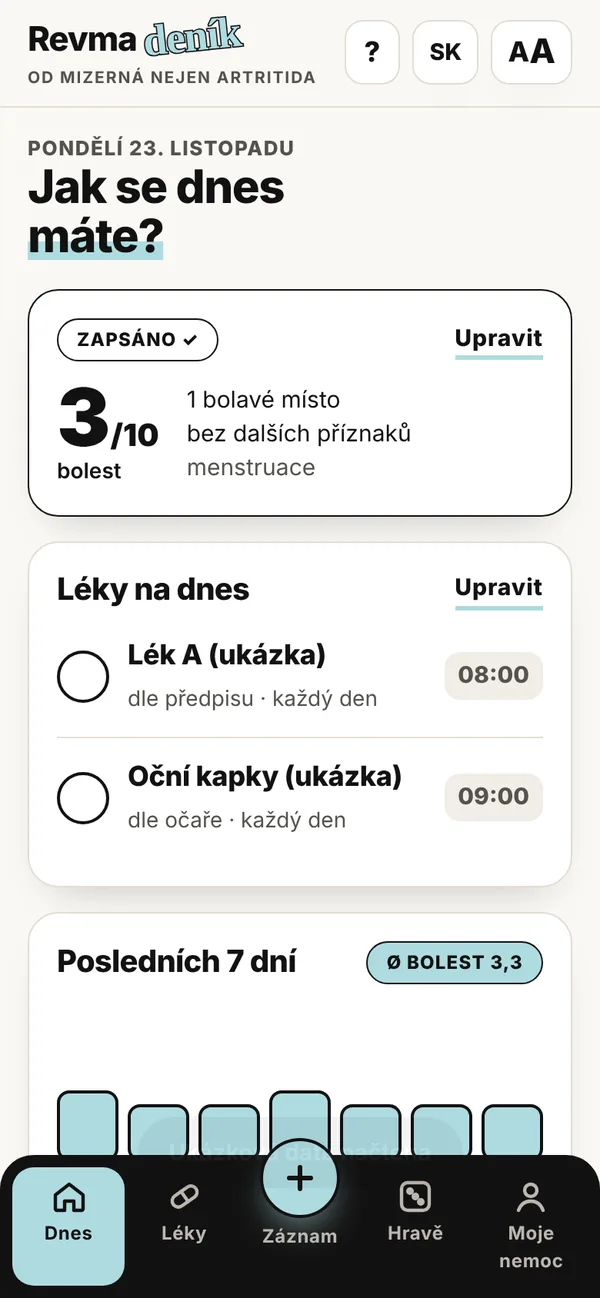 Revma deník
OD MIZERNÁ NEJEN ARTRITIDA
?
SK
AA
PONDĚLÍ 23. LISTOPADU
Jak se dnes
máte?
ZAPSÁNO ✓
Upravit
3/10
bolest
1 bolavé místo
bez dalších příznaků
menstruace
Léky na dnes
Upravit
Lék A (ukázka)
dle předpisu · každý den
08:00
Oční kapky (ukázka)
dle očaře · každý den
09:00
Posledních 7 dní
Ø BOLEST 3,3
Dnes
Léky
Záznam
Hravě
Moje
nemoc